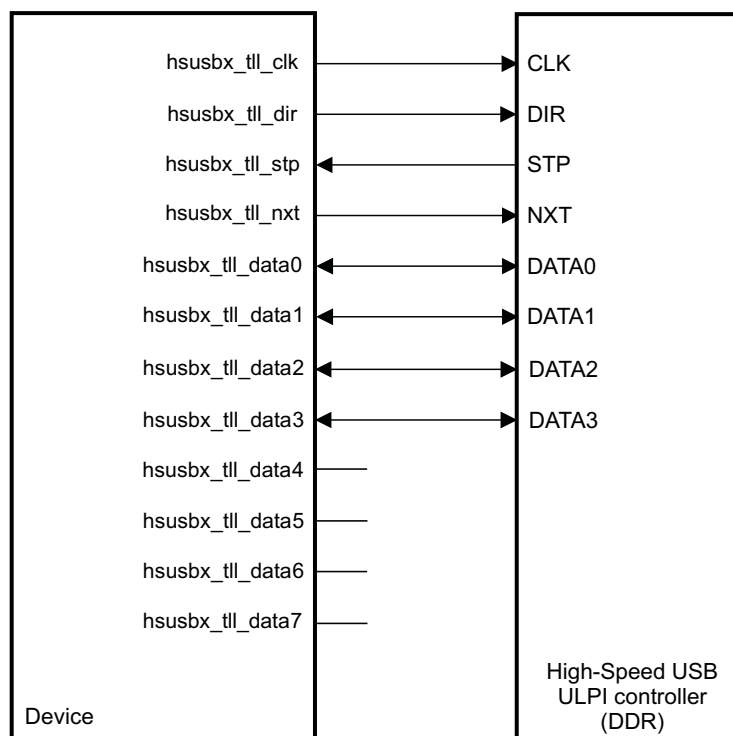 hsusbx_tll_clk
CLK
hsusbx_tll_dir
DIR
hsusbx_tll_stp
STP
hsusbx_tll_nxt
NXT
hsusbx_tll_data0
DATA0
hsusbx_tll_data1
DATA1
hsusbx_tll_data2
DATA2
hsusbx_tll_data3
DATA3
hsusbx_tll_data4
hsusbx_tll_data5
hsusbx_tll_data6
hsusbx_tll_data7
Device
High-Speed USB
ULPI controller
(DDR)